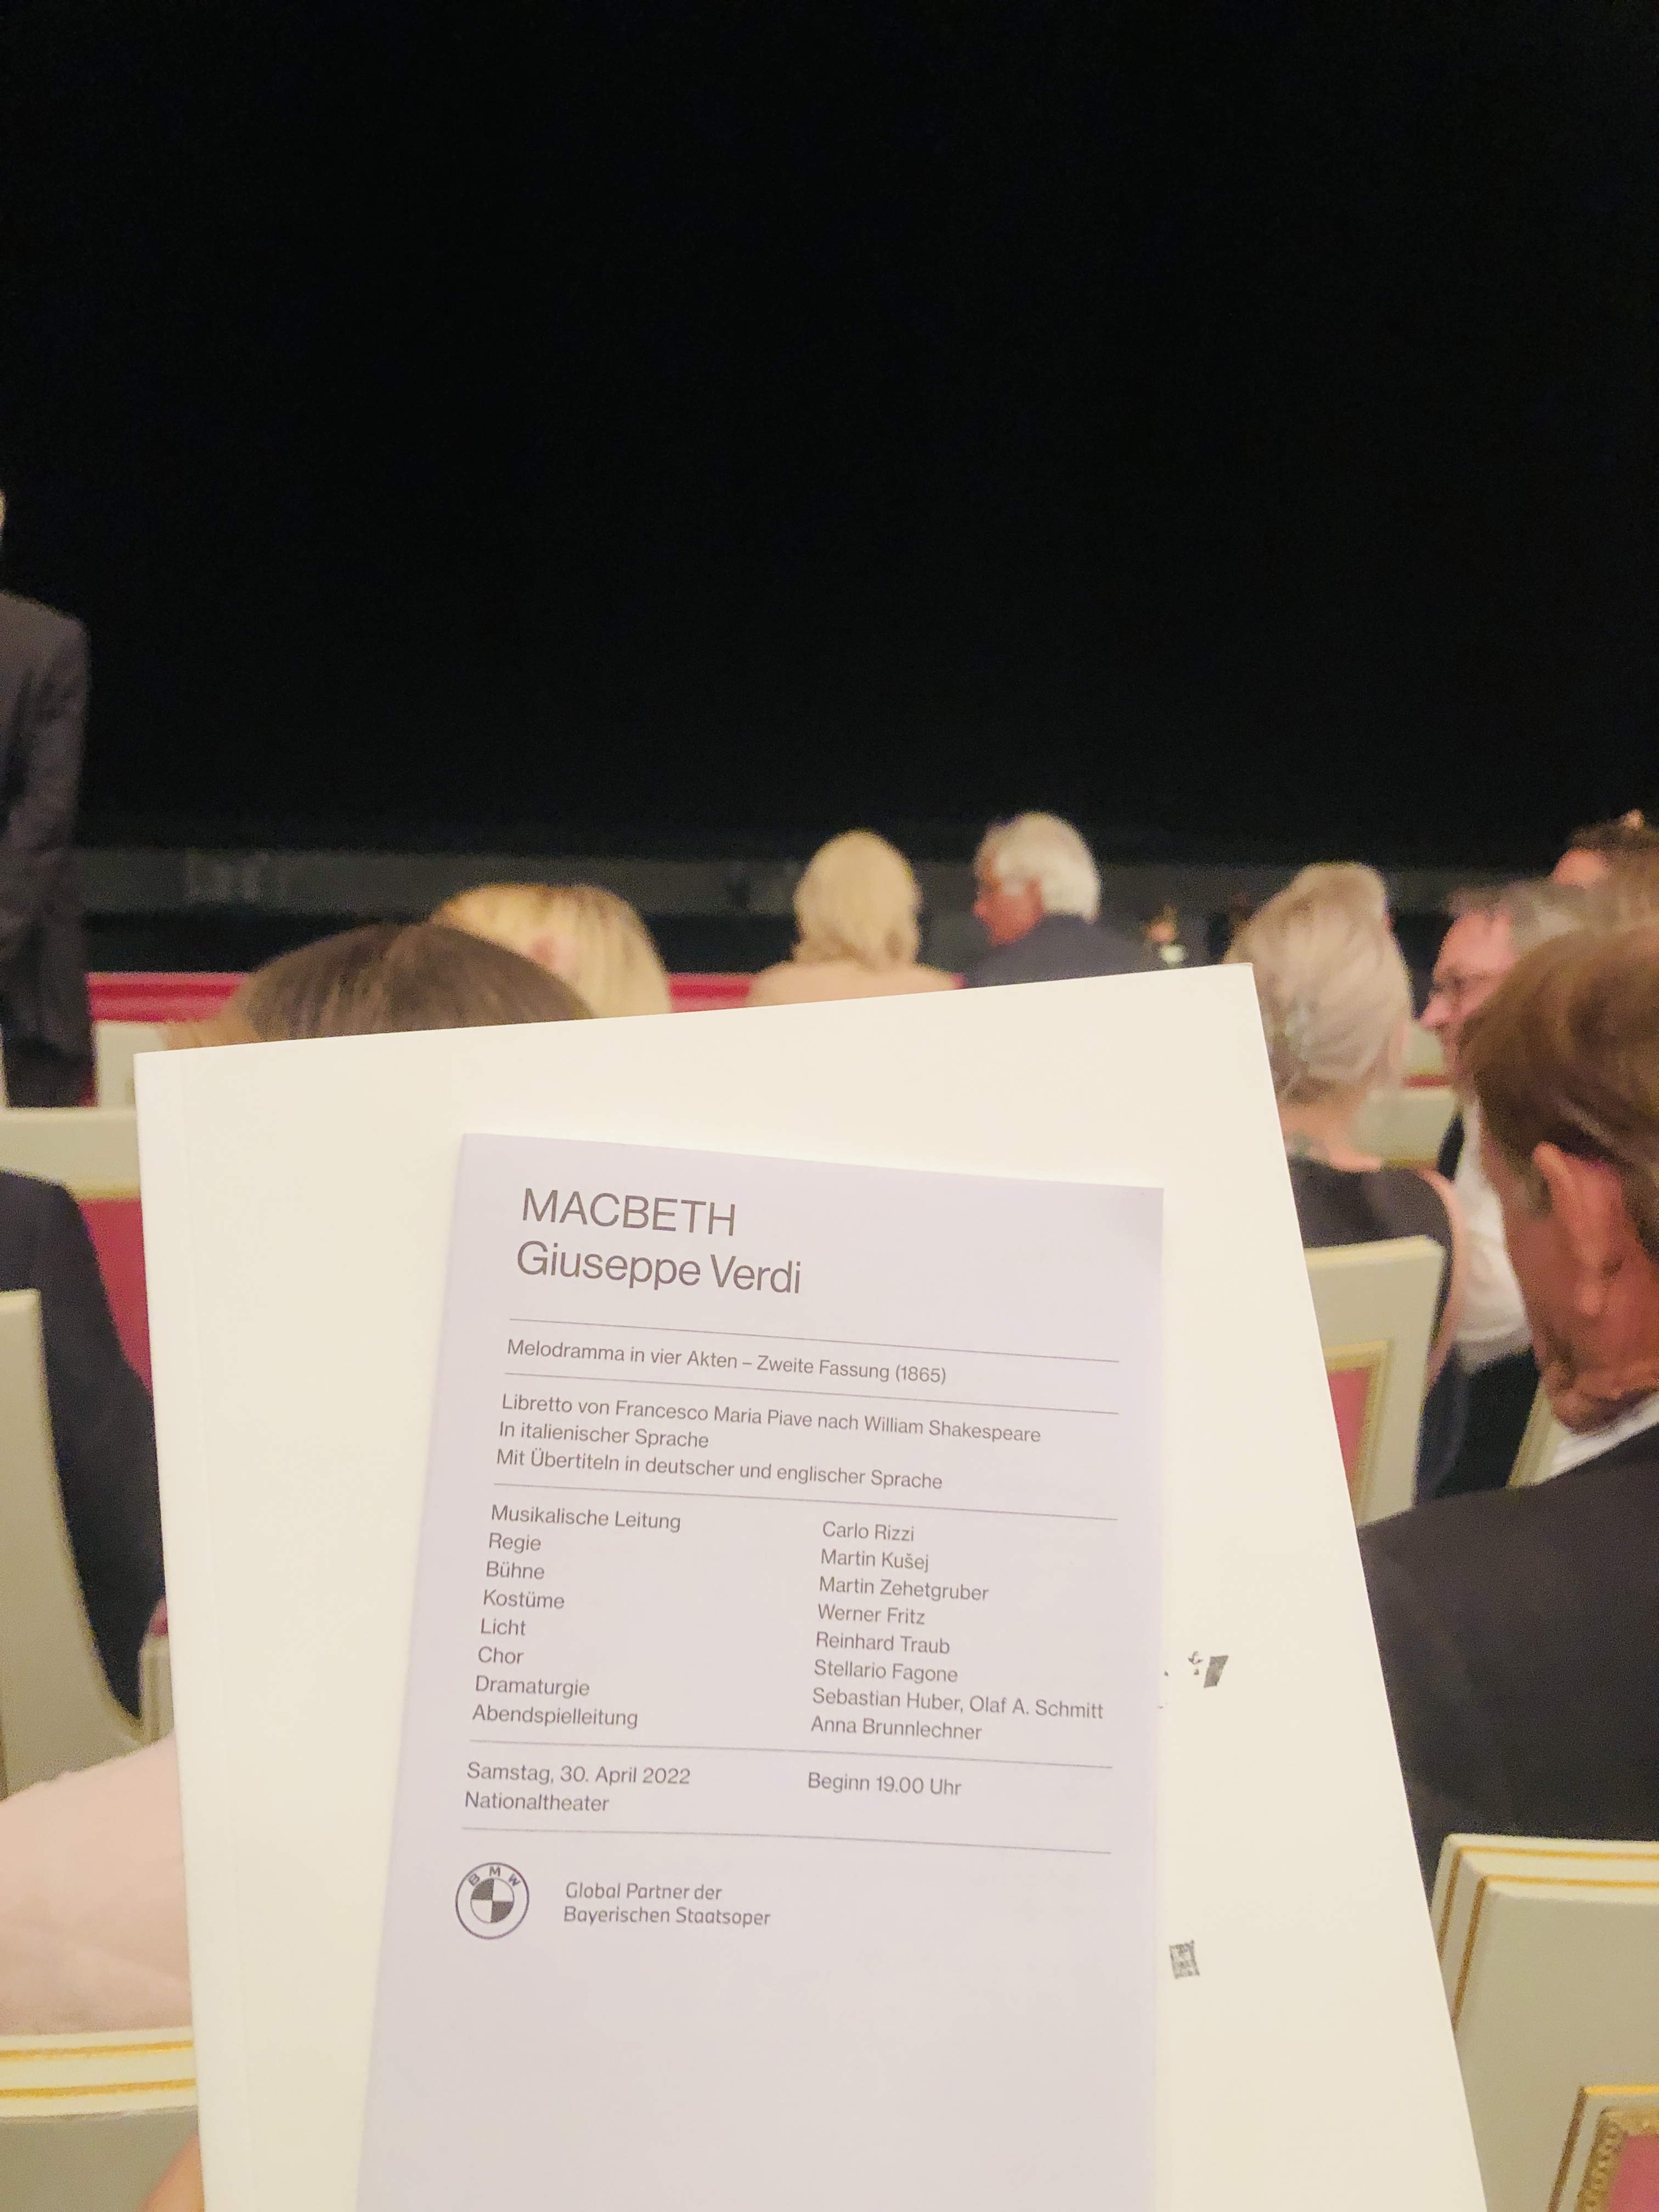 MACBETH
Giuseppe Verdi
Melodramma in vier Akten – Zweite Fassung (1865)
Libretto von Francesco Maria Piave nach William Shakespeare
In italienischer Sprache
Mit Übertiteln in deutscher und englischer Sprache
Musikalische Leitung Carlo Rizzi
Regie Martin Kušej
Bühne Martin Zehetgruber
Kostüme Werner Fritz
Licht Reinhard Traub
Chor Stellario Fagone
Dramaturgie Sebastian Huber, Olaf A. Schmitt
Abendspielleitung Anna Brunnlechner
Samstag, 30. April 2022 Beginn 19.00 Uhr
Nationaltheater
BMW
Global Partner der
Bayerischen Staatsoper